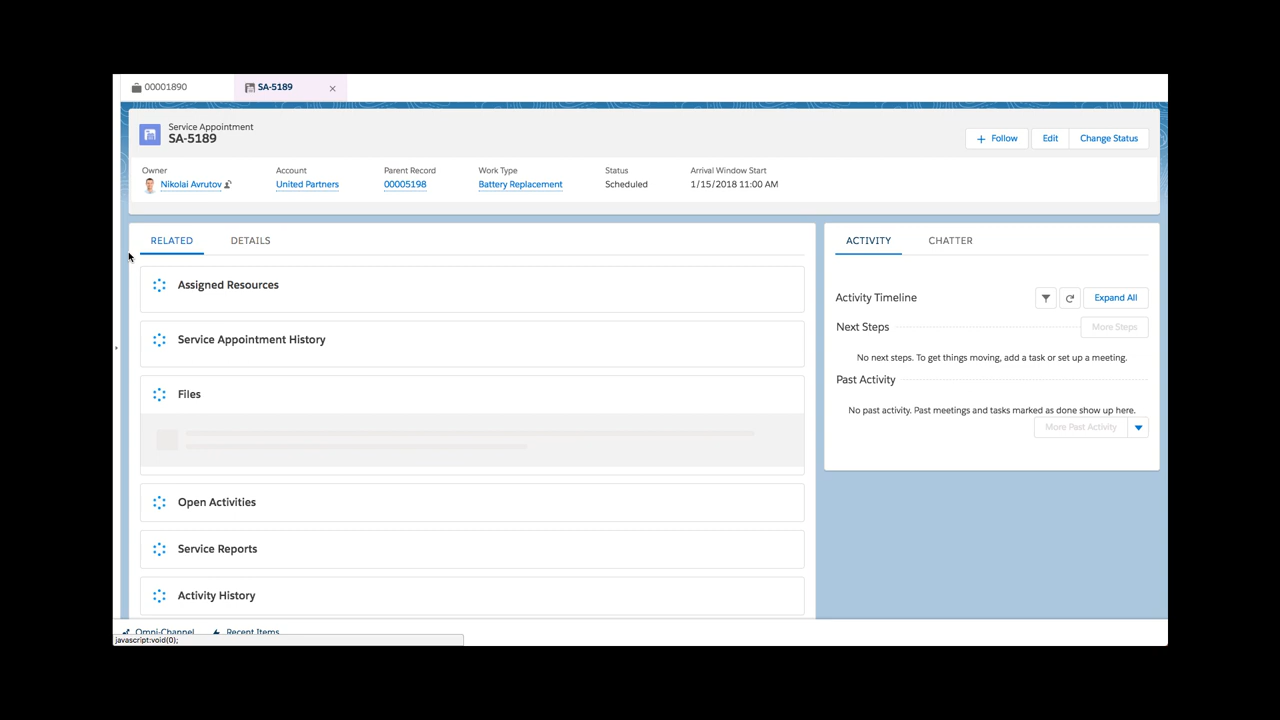 00001890
SA-5189
Service Appointment
SA-5189
+ Follow
Edit
Change Status
Owner
Account
Parent Record
Work Type
Status
Arrival Window Start
Nikolai Avrutov
United Partners
00005198
Battery Replacement
Scheduled
1/15/2018 11:00 AM
RELATED
DETAILS
ACTIVITY
CHATTER
Assigned Resources
Service Appointment History
Files
Open Activities
Service Reports
Activity History
Activity Timeline
Expand All
Next Steps
More Steps
No next steps. To get things moving, add a task or set up a meeting.
Past Activity
No past activity. Past meetings and tasks marked as done show up here.
More Past Activity
Omni-Channel
Recent Items
javascript:void(0);